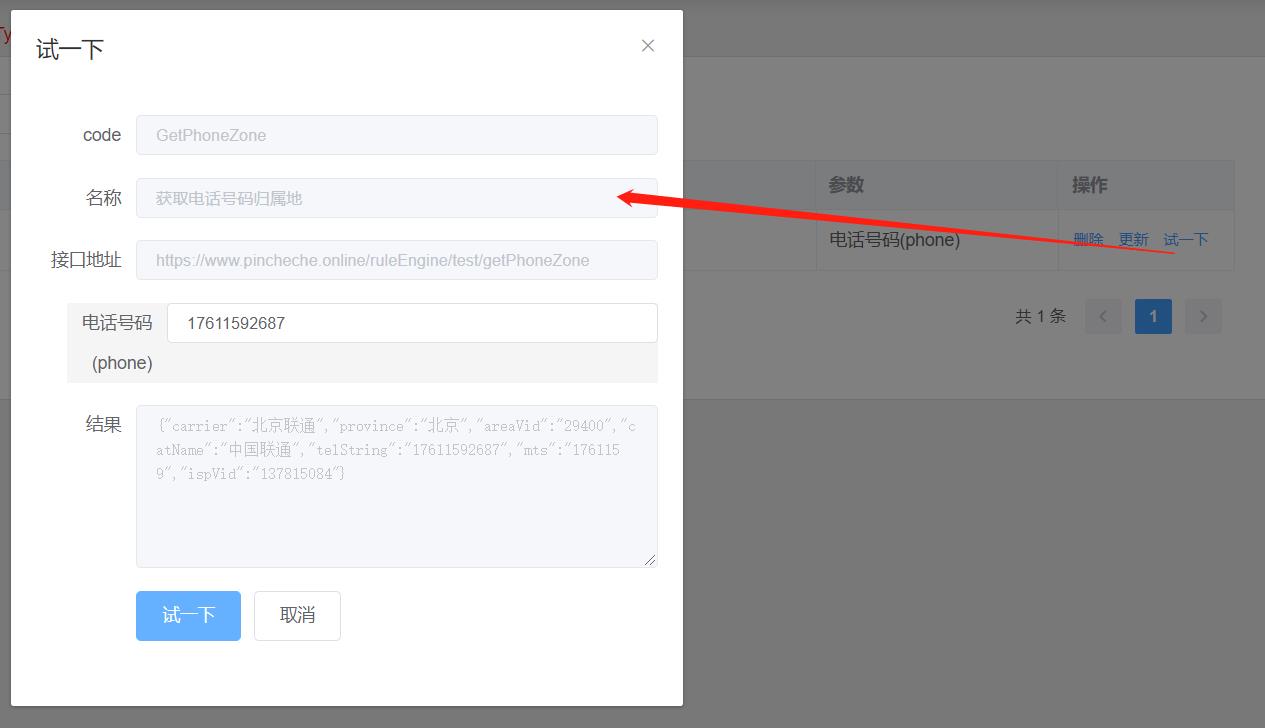 Ty
试一下
code
GetPhoneZone
名称
获取电话号码归属地
接口地址
https://www.pincheche.online/ruleEngine/test/getPhoneZone
电话号码
(phone)
17611592687
结果
{"carrier":"北京联通","province":"北京","areaVid":"29400","c
atName":"中国联通","telString":"17611592687","mts":"176115
9","ispVid":"137815084"}
试一下
取消
参数
操作
电话号码(phone)
删除 更新 试一下
共 1 条
1